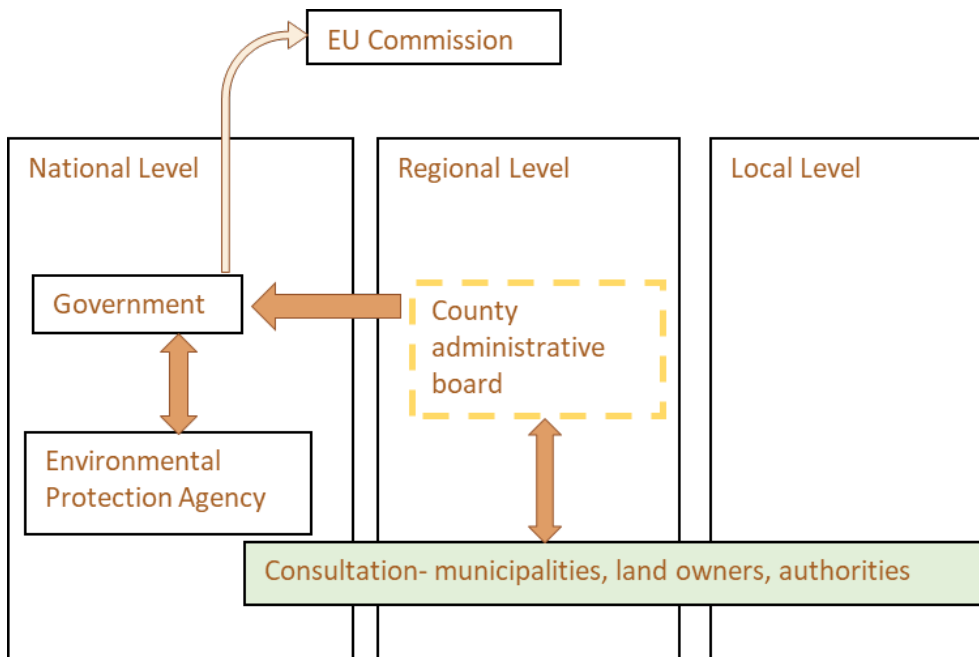 EU Commission
National Level
Regional Level
Local Level
Government
County
administrative
board
Environmental
Protection Agency
Consultation- municipalities, land owners, authorities